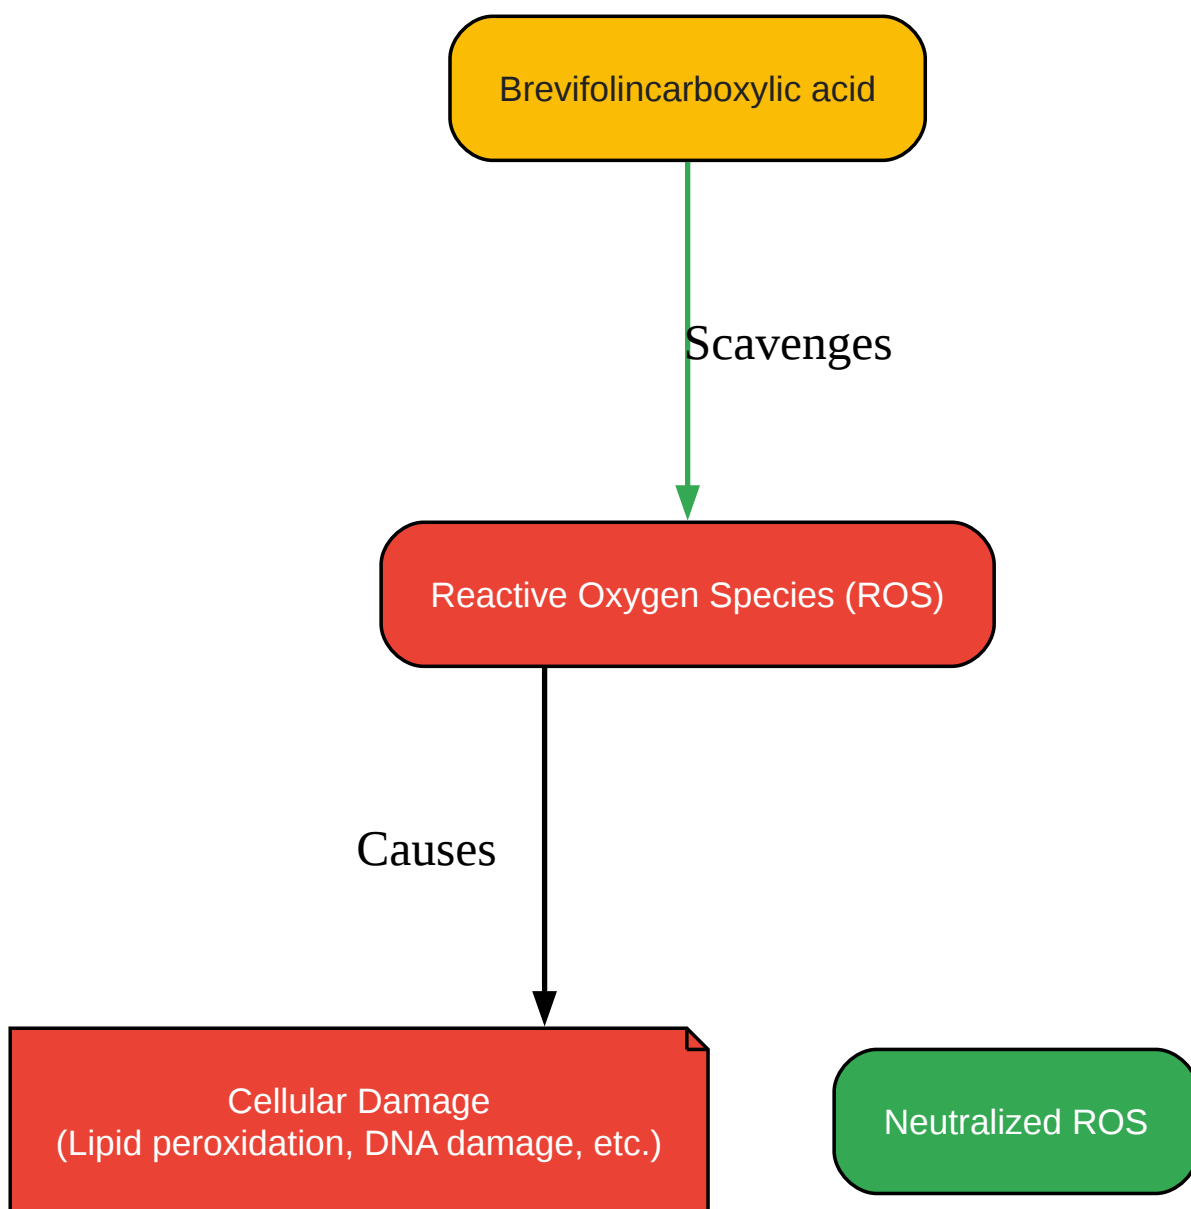 Brevifolincarboxylic acid
Scavenges
Reactive Oxygen Species (ROS)
Causes
Cellular Damage
(Lipid peroxidation, DNA damage, etc.)
Neutralized ROS